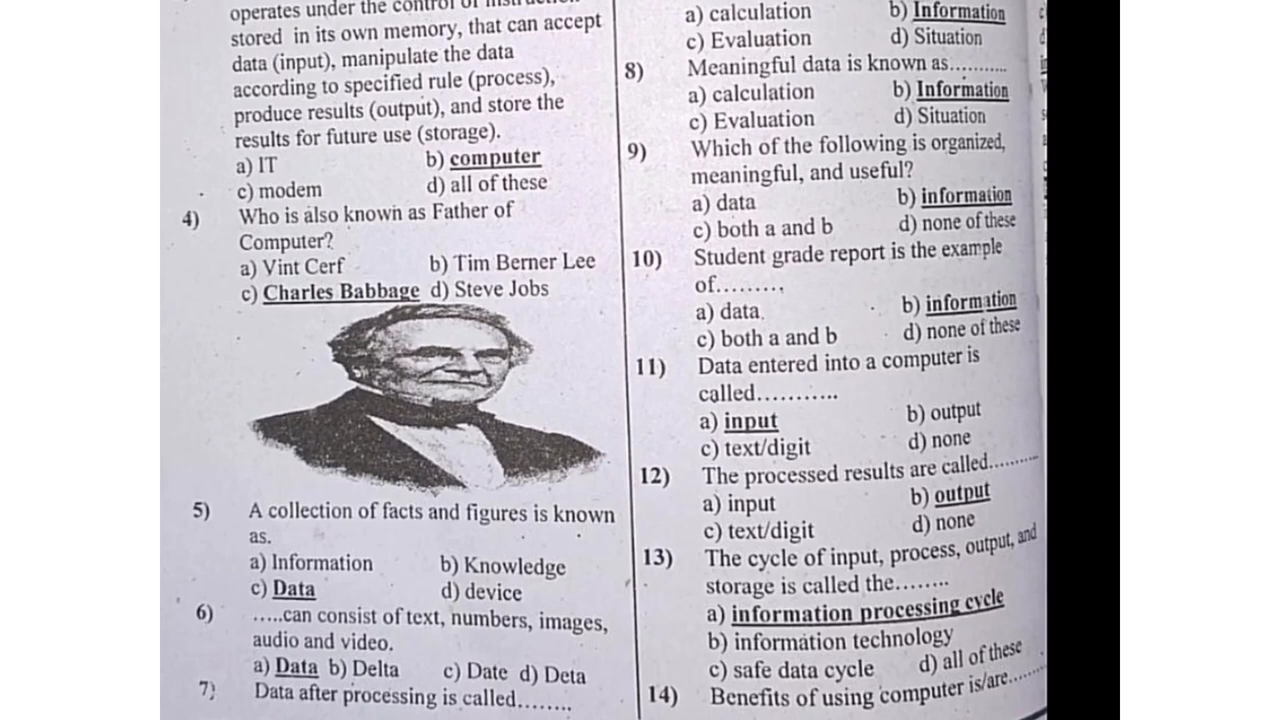 operates under the control of
stored in its own memory, that can accept
data (input), manipulate the data
according to specified rule (process),
produce results (output), and store the
results for future use (storage).
a) IT b) computer
c) modem d) all of these
4) Who is also known as Father of
Computer?
a) Vint Cerf b) Tim Berner Lee
c) Charles Babbage d) Steve Jobs
5) A collection of facts and figures is known
as.
a) Information b) Knowledge
c) Data d) device
6) .....can consist of text, numbers, images,
audio and video.
a) Data b) Delta c) Date d) Deta
7) Data after processing is called........
a) calculation b) Information
c) Evaluation d) Situation
8) Meaningful data is known as..........
a) calculation b) Information
c) Evaluation d) Situation
9) Which of the following is organized,
meaningful, and useful?
a) data b) information
c) both a and b d) none of these
10) Student grade report is the example
of.........
a) data b) information
c) both a and b d) none of these
11) Data entered into a computer is
called...........
a) input b) output
c) text/digit d) none
12) The processed results are called..........
a) input b) output
c) text/digit d) none
13) The cycle of input, process, output, and
storage is called the........
a) information processing cycle
b) information technology
c) safe data cycle d) all of these
14) Benefits of using computer is/are.......